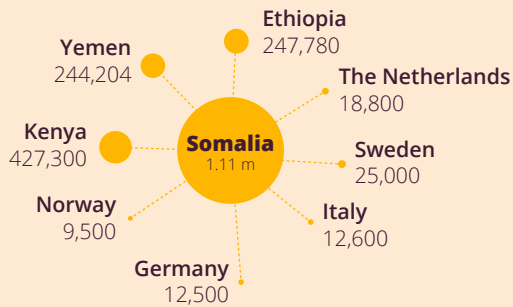 Ethiopia
247,780
Yemen
244,204
The Netherlands
18,800
Kenya
427,300
Somalia
1.11 m
Sweden
25,000
Norway
9,500
Italy
12,600
Germany
12,500